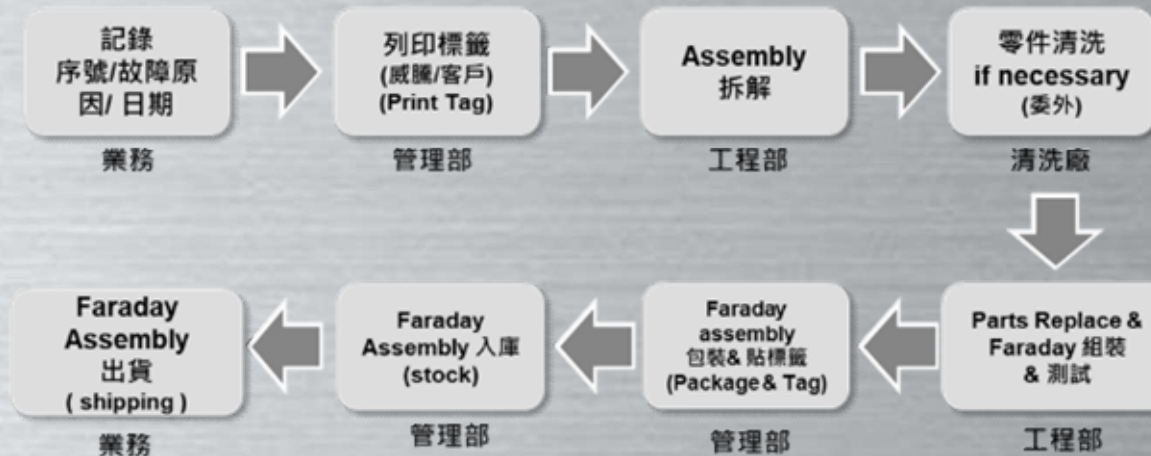 記錄
序號/故障原
因/ 日期
業務
列印標籤
(威騰/客戶)
(Print Tag)
管理部
Assembly
拆解
工程部
零件清洗
if necessary
(委外)
清洗廠
Parts Replace &
Faraday 組裝
& 測試
工程部
Faraday
assembly
包裝& 貼標籤
(Package & Tag)
管理部
Faraday
Assembly 入庫
(stock)
管理部
Faraday
Assembly
出貨
( shipping )
業務